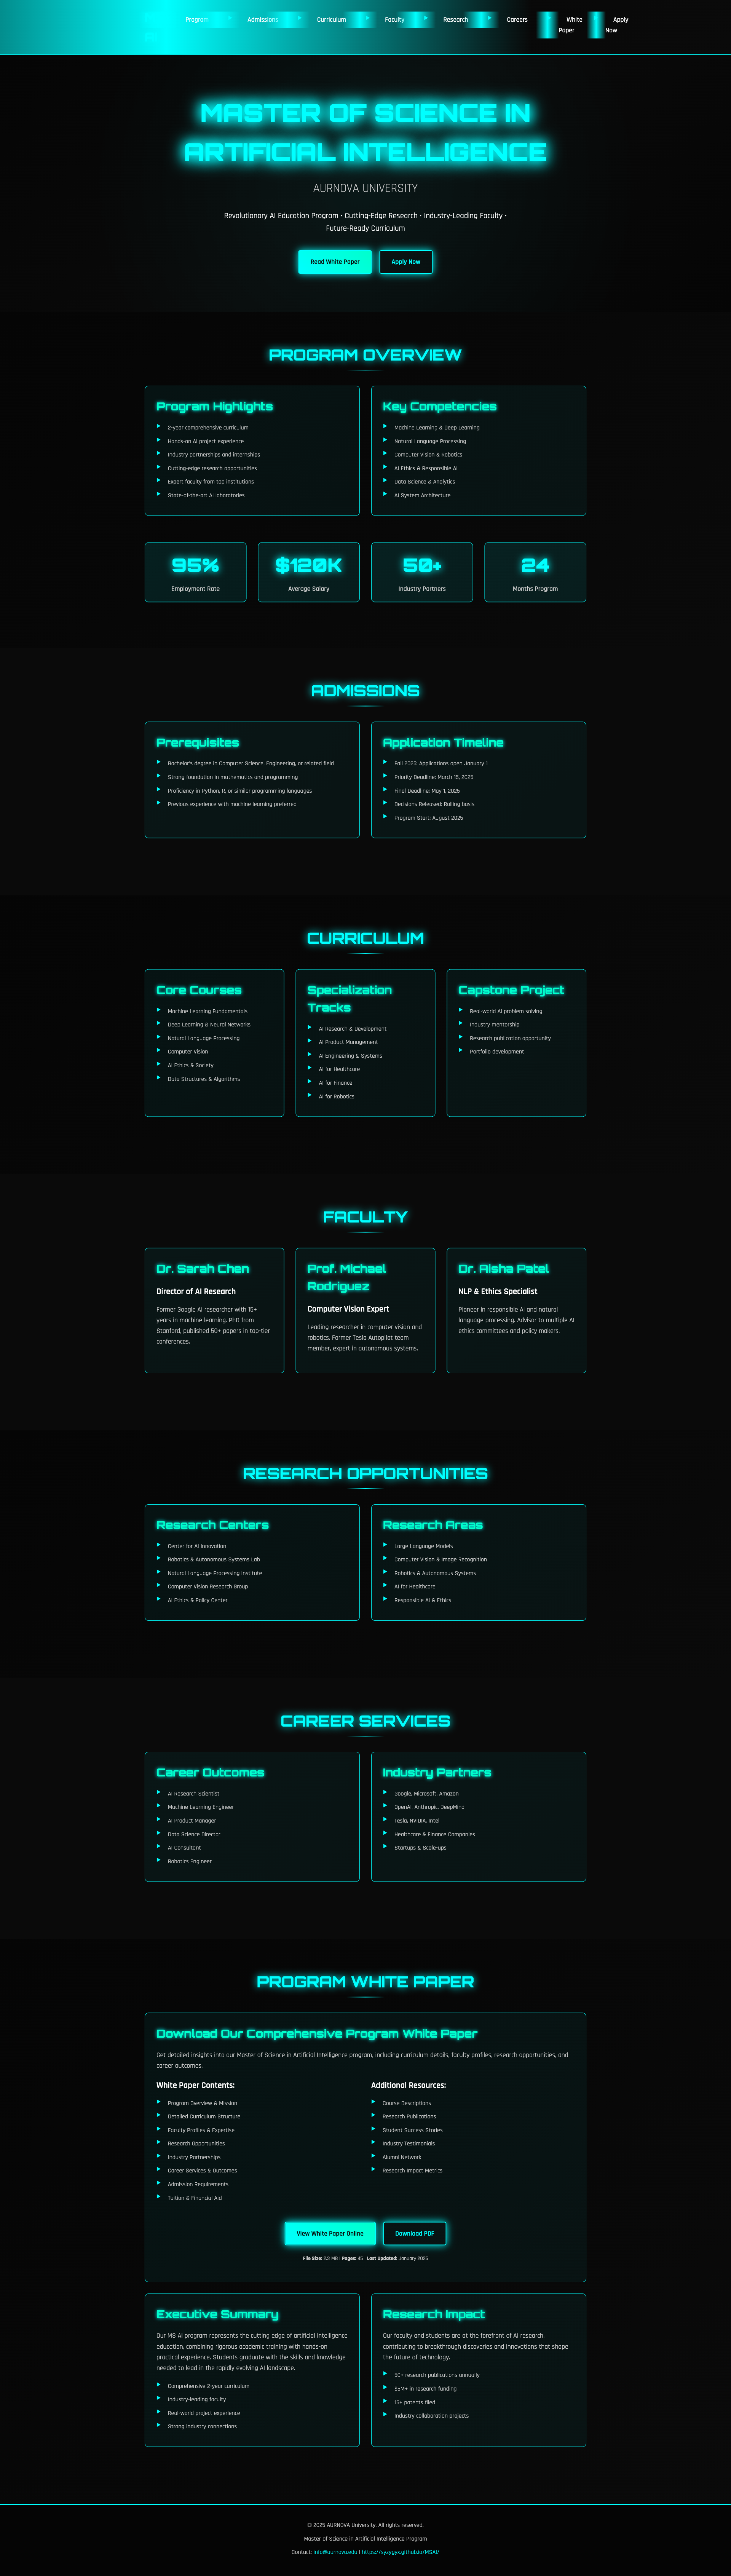 Program
Admissions
Curriculum
Faculty
Research
Careers
White
Paper
Apply
Now
MASTER OF SCIENCE IN
ARTIFICIAL INTELLIGENCE
AURNOVA UNIVERSITY
Revolutionary AI Education Program • Cutting-Edge Research • Industry-Leading Faculty •
Future-Ready Curriculum
Read White Paper
Apply Now
PROGRAM OVERVIEW
Program Highlights
2-year comprehensive curriculum
Hands-on AI project experience
Industry partnerships and internships
Cutting-edge research opportunities
Expert faculty from top institutions
State-of-the-art AI laboratories
Key Competencies
Machine Learning & Deep Learning
Natural Language Processing
Computer Vision & Robotics
AI Ethics & Responsible AI
Data Science & Analytics
AI System Architecture
95%
Employment Rate
$120K
Average Salary
50+
Industry Partners
24
Months Program
ADMISSIONS
Prerequisites
Bachelor's degree in Computer Science, Engineering, or related field
Strong foundation in mathematics and programming
Proficiency in Python, R, or similar programming languages
Previous experience with machine learning preferred
Application Timeline
Fall 2025: Applications open January 1
Priority Deadline: March 15, 2025
Final Deadline: May 1, 2025
Decisions Released: Rolling basis
Program Start: August 2025
CURRICULUM
Core Courses
Machine Learning Fundamentals
Deep Learning & Neural Networks
Natural Language Processing
Computer Vision
AI Ethics & Society
Data Structures & Algorithms
Specialization
Tracks
AI Research & Development
AI Product Management
AI Engineering & Systems
AI for Healthcare
AI for Finance
AI for Robotics
Capstone Project
Real-world AI problem solving
Industry mentorship
Research publication opportunity
Portfolio development
FACULTY
Dr. Sarah Chen
Director of AI Research
Former Google AI researcher with 15+
years in machine learning. PhD from
Stanford, published 50+ papers in top-tier
conferences.
Prof. Michael
Rodriguez
Computer Vision Expert
Leading researcher in computer vision and
robotics. Former Tesla Autopilot team
member, expert in autonomous systems.
Dr. Aisha Patel
NLP & Ethics Specialist
Pioneer in responsible AI and natural
language processing. Advisor to multiple AI
ethics committees and policy makers.
RESEARCH OPPORTUNITIES
Research Centers
Center for AI Innovation
Robotics & Autonomous Systems Lab
Natural Language Processing Institute
Computer Vision Research Group
AI Ethics & Policy Center
Research Areas
Large Language Models
Computer Vision & Image Recognition
Robotics & Autonomous Systems
AI for Healthcare
Responsible AI & Ethics
CAREER SERVICES
Career Outcomes
AI Research Scientist
Machine Learning Engineer
AI Product Manager
Data Science Director
AI Consultant
Robotics Engineer
Industry Partners
Google, Microsoft, Amazon
OpenAI, Anthropic, DeepMind
Tesla, NVIDIA, Intel
Healthcare & Finance Companies
Startups & Scale-ups
PROGRAM WHITE PAPER
Download Our Comprehensive Program White Paper
Get detailed insights into our Master of Science in Artificial Intelligence program, including curriculum details, faculty profiles, research opportunities, and
career outcomes.
White Paper Contents:
Program Overview & Mission
Detailed Curriculum Structure
Faculty Profiles & Expertise
Research Opportunities
Industry Partnerships
Career Services & Outcomes
Admission Requirements
Tuition & Financial Aid
Additional Resources:
Course Descriptions
Research Publications
Student Success Stories
Industry Testimonials
Alumni Network
Research Impact Metrics
View White Paper Online
Download PDF
File Size: 2.3 MB | Pages: 45 | Last Updated: January 2025
Executive Summary
Our MS AI program represents the cutting edge of artificial intelligence
education, combining rigorous academic training with hands-on
practical experience. Students graduate with the skills and knowledge
needed to lead in the rapidly evolving AI landscape.
Comprehensive 2-year curriculum
Industry-leading faculty
Real-world project experience
Strong industry connections
Research Impact
Our faculty and students are at the forefront of AI research,
contributing to breakthrough discoveries and innovations that shape
the future of technology.
50+ research publications annually
$5M+ in research funding
15+ patents filed
Industry collaboration projects
© 2025 AURNOVA University. All rights reserved.
Master of Science in Artificial Intelligence Program
Contact: info@aurnova.edu | https://syzygyx.github.io/MSAI/